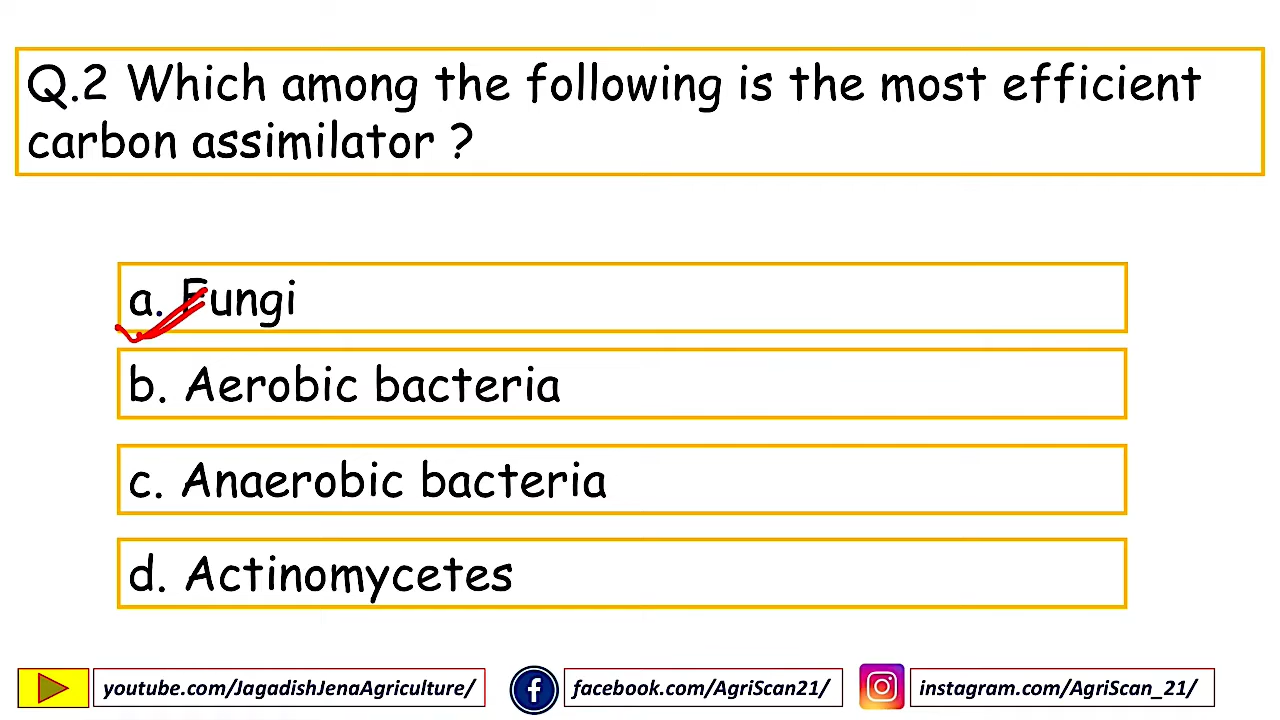 Q.2 Which among the following is the most efficient
carbon assimilator ?
a. Fungi
b. Aerobic bacteria
c. Anaerobic bacteria
d. Actinomycetes
youtube.com/JagadishJenaAgriculture/ facebook.com/AgriScan21/ instagram.com/AgriScan_21/